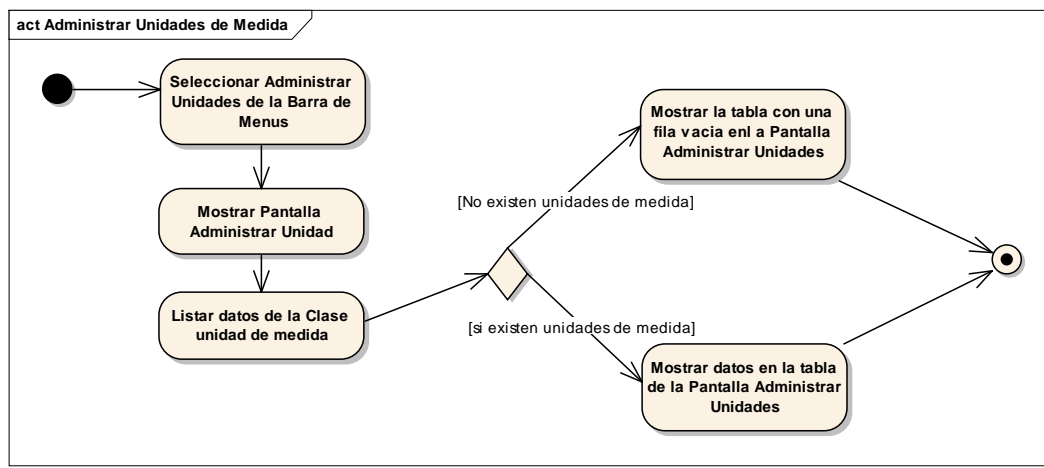 act Administrar Unidades de Medida
Seleccionar Administrar
Unidades de la Barra de
Menus
Mostrar Pantalla
Administrar Unidad
Listar datos de la Clase
unidad de medida
[No existen unidades de medida]
[si existen unidades de medida]
Mostrar la tabla con una
fila vacia enl a Pantalla
Administrar Unidades
Mostrar datos en la tabla
de la Pantalla Administrar
Unidades